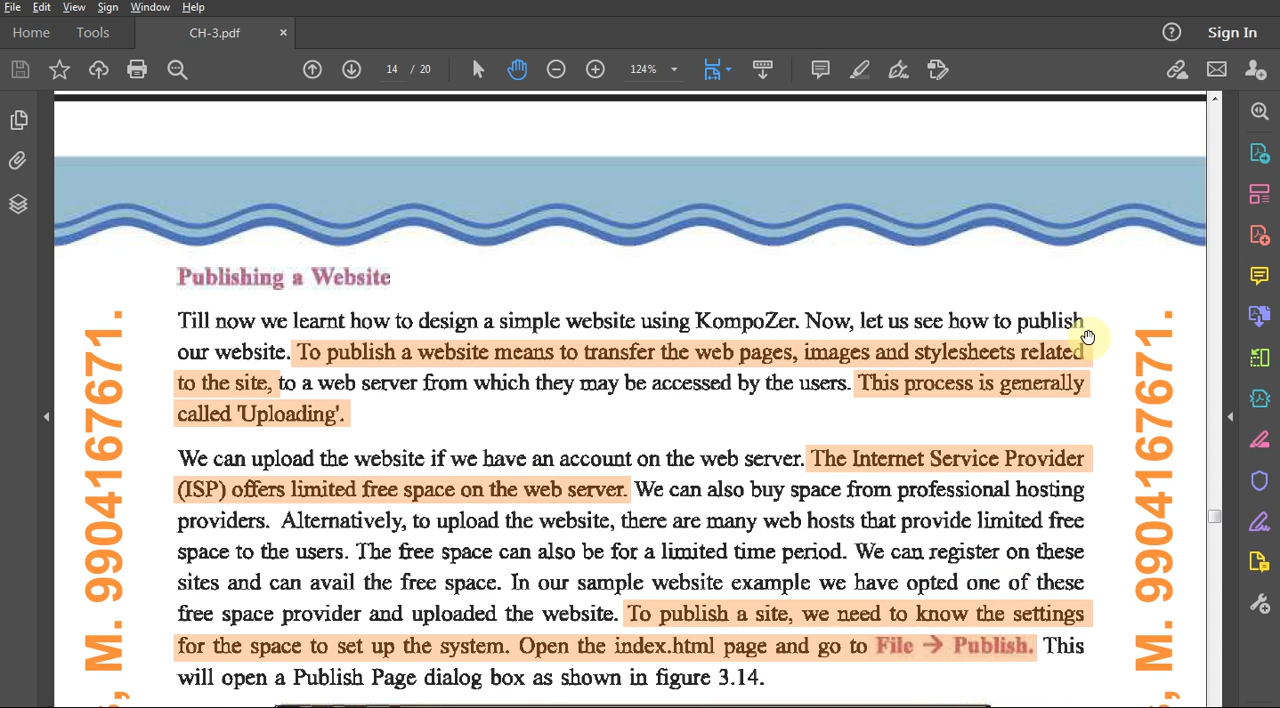 File Edit View Sign Window Help
Home Tools CH-3.pdf × ? Sign In
14 / 20 124%
Publishing a Website
Till now we learnt how to design a simple website using KompoZer. Now, let us see how to publish
our website. To publish a website means to transfer the web pages, images and stylesheets related
to the site, to a web server from which they may be accessed by the users. This process is generally
called 'Uploading'.
We can upload the website if we have an account on the web server. The Internet Service Provider
(ISP) offers limited free space on the web server. We can also buy space from professional hosting
providers. Alternatively, to upload the website, there are many web hosts that provide limited free
space to the users. The free space can also be for a limited time period. We can register on these
sites and can avail the free space. In our sample website example we have opted one of these
free space provider and uploaded the website. To publish a site, we need to know the settings
for the space to set up the system. Open the index.html page and go to File → Publish. This
will open a Publish Page dialog box as shown in figure 3.14.
, M. 9904167671.
, M. 9904167671.